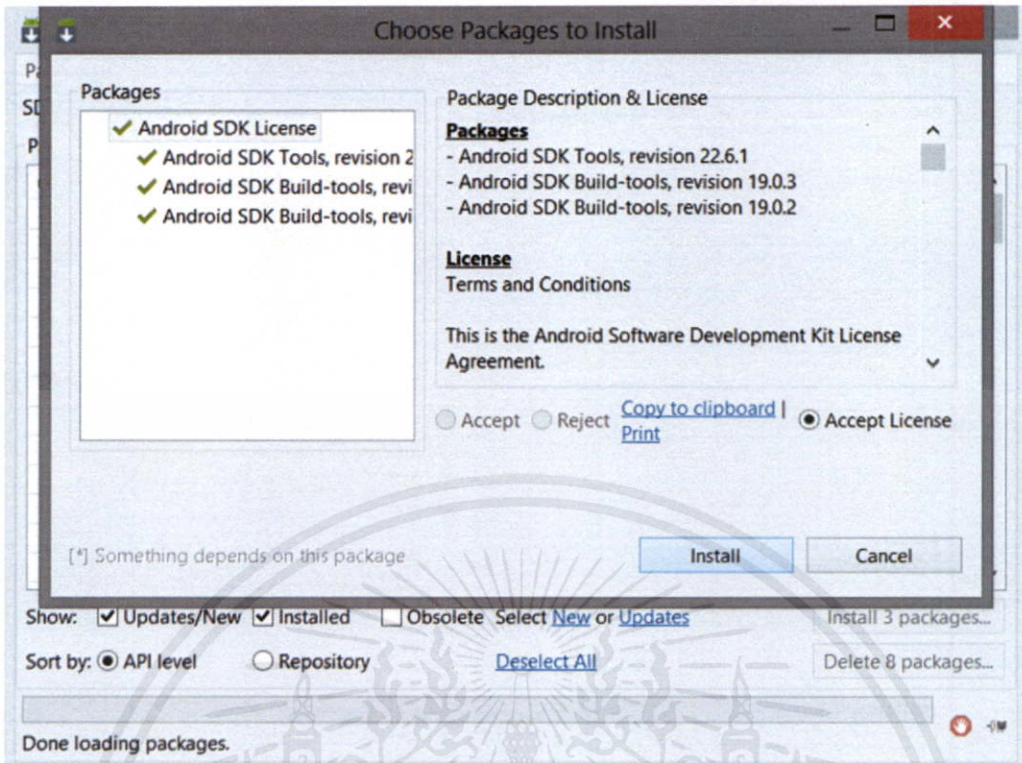 Choose Packages to Install
Packages
Android SDK License
Android SDK Tools, revision 2
Android SDK Build-tools, revi
Android SDK Build-tools, revi
Package Description & License
Packages
- Android SDK Tools, revision 22.6.1
- Android SDK Build-tools, revision 19.0.3
- Android SDK Build-tools, revision 19.0.2
License
Terms and Conditions
This is the Android Software Development Kit License
Agreement.
Accept Reject Copy to clipboard | Accept License
Print
[*] Something depends on this package
Install Cancel
Show: Updates/New Installed Obsolete Select New or Updates Install 3 packages...
Sort by: API level Repository Deselect All Delete 8 packages...
Done loading packages.